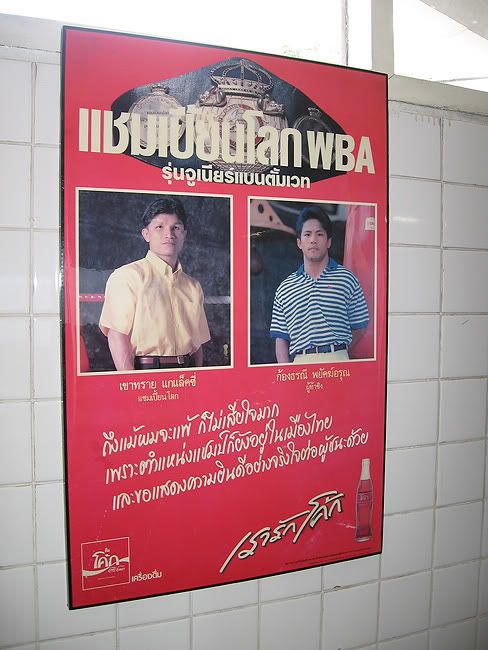 แชมเปี้ยนโลก WBA
รุ่นจูเนียร์แบนตั้มเวท
เขาทราย แกแล็คซี่
แชมเปี้ยนโลก
ก้องธรณี พยัคฆ์อรุณ
ผู้ท้าชิง
ถึงแม้ผมจะแพ้ ก็ไม่เสียใจมาก
เพราะตำแหน่งแชมป์ก็ยังอยู่ในเมืองไทย
และขอแสดงความยินดีอย่างจริงใจต่อผู้ชนะด้วย
เรารักโค้ก
ดื่ม
โค้ก
เครื่องดื่ม